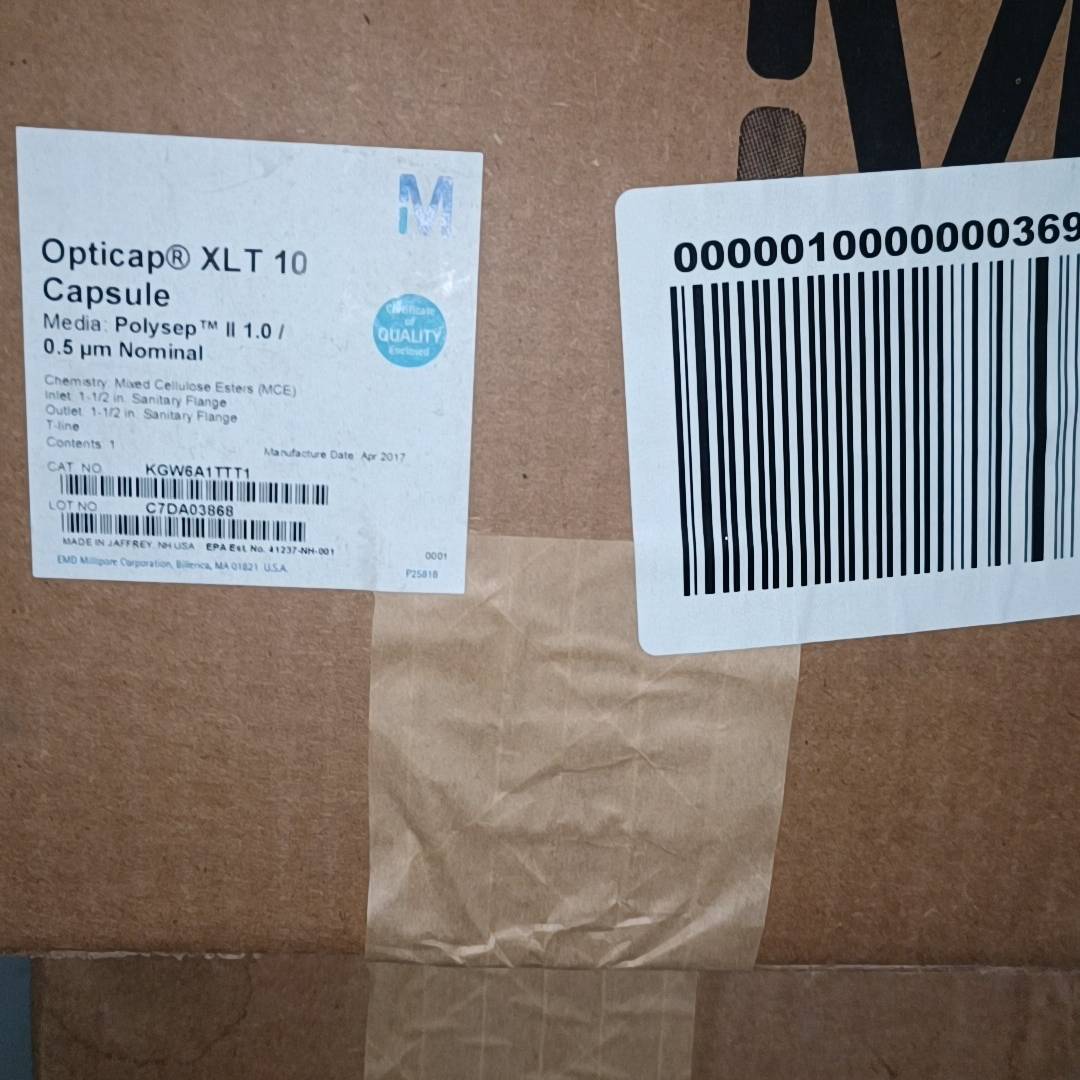 M
Opticap® XLT 10
Capsule
Media: Polysep™ II 1.0 /
0.5 µm Nominal
Certificate
of
QUALITY
Enclosed
Chemistry: Mixed Cellulose Esters (MCE)
Inlet: 1-1/2 in. Sanitary Flange
Outlet: 1-1/2 in. Sanitary Flange
T-line
Contents: 1
Manufacture Date: Apr 2017
CAT. NO. KGW6A1TTT1
LOT NO. C7DA03868
MADE IN JAFFREY, NH USA EPA Est. No. 41237-NH-001
EMD Millipore Corporation, Billerica, MA 01821 U.S.A.
0001
P25818
0000010000000369